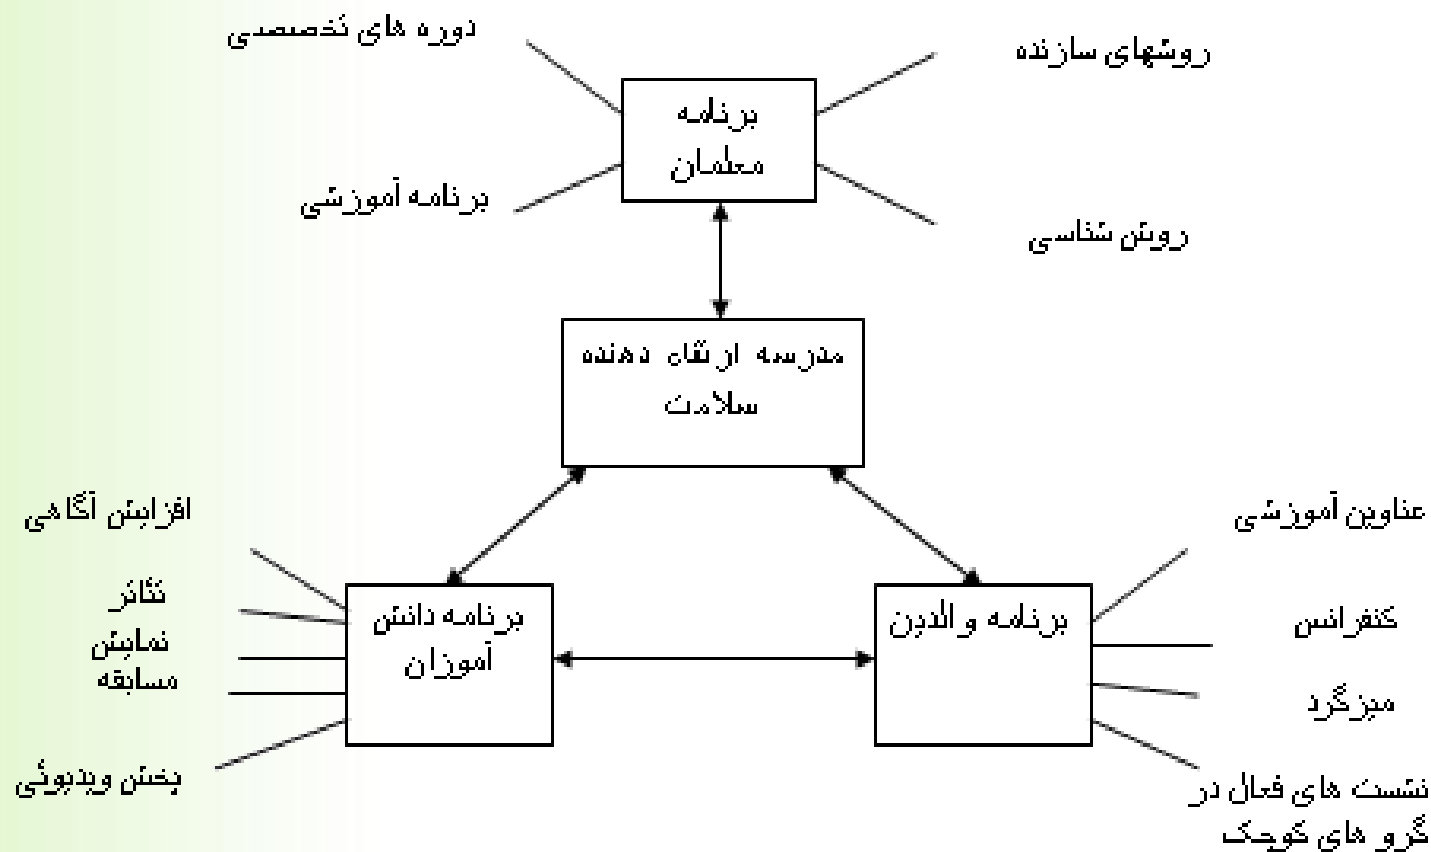 دوره های تخصصی
روشهای سازنده
برنامه
معلمان
برنامه آموزشی
روش شناسی
مدرسه ارتقاء دهنده
سلامت
افزایش آگاهی
تئاتر
نمایش
مسابقه
پخش ویدیوئی
برنامه دانش
آموزان
برنامه والدین
عناوین آموزشی
کنفرانس
میزگرد
نشست های فعال در
گرو های کوچک